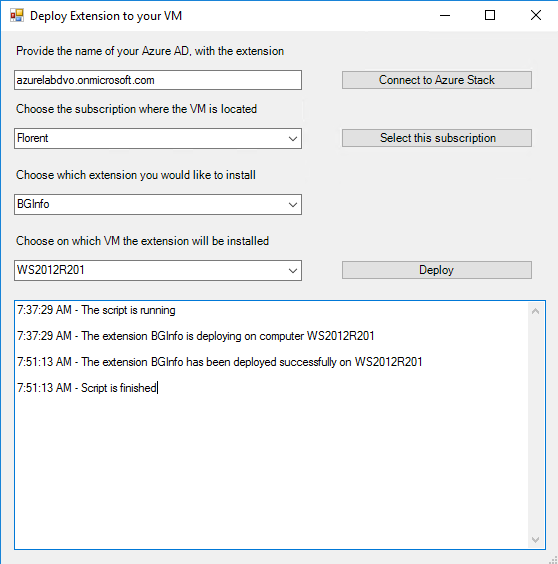 Deploy Extension to your VM
Provide the name of your Azure AD, with the extension
azurelabdvo.onmicrosoft.com
Connect to Azure Stack
Choose the subscription where the VM is located
Florent
Select this subscription
Choose which extension you would like to install
BGInfo
Choose on which VM the extension will be installed
WS2012R201
Deploy
7:37:29 AM - The script is running
7:37:29 AM - The extension BGInfo is deploying on computer WS2012R201
7:51:13 AM - The extension BGInfo has been deployed successfully on WS2012R201
7:51:13 AM - Script is finished